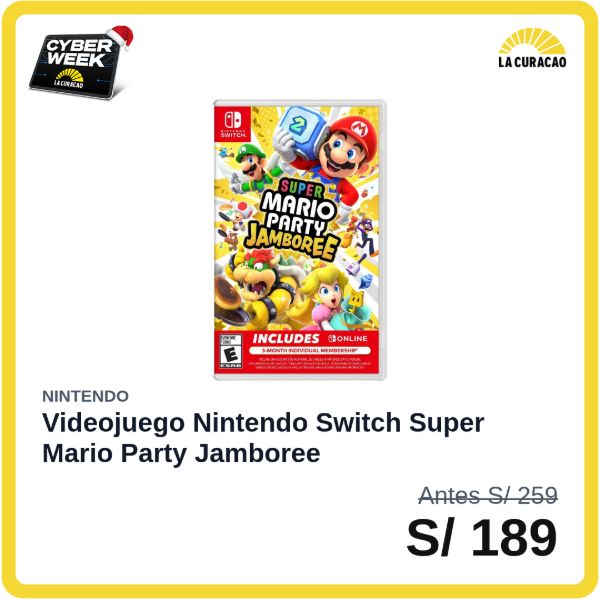 CYBER
WEEK
LA CURACAO
LA CURACAO
NINTENDO
SWITCH
2
M
SUPER
MARIO
PARTY
JAMBOREE
INCLUDES
ONLINE
3-MONTH INDIVIDUAL MEMBERSHIP*
EVERYONE
E
ESRB
NINTENDO
Videojuego Nintendo Switch Super
Mario Party Jamboree
Antes S/ 259
S/ 189